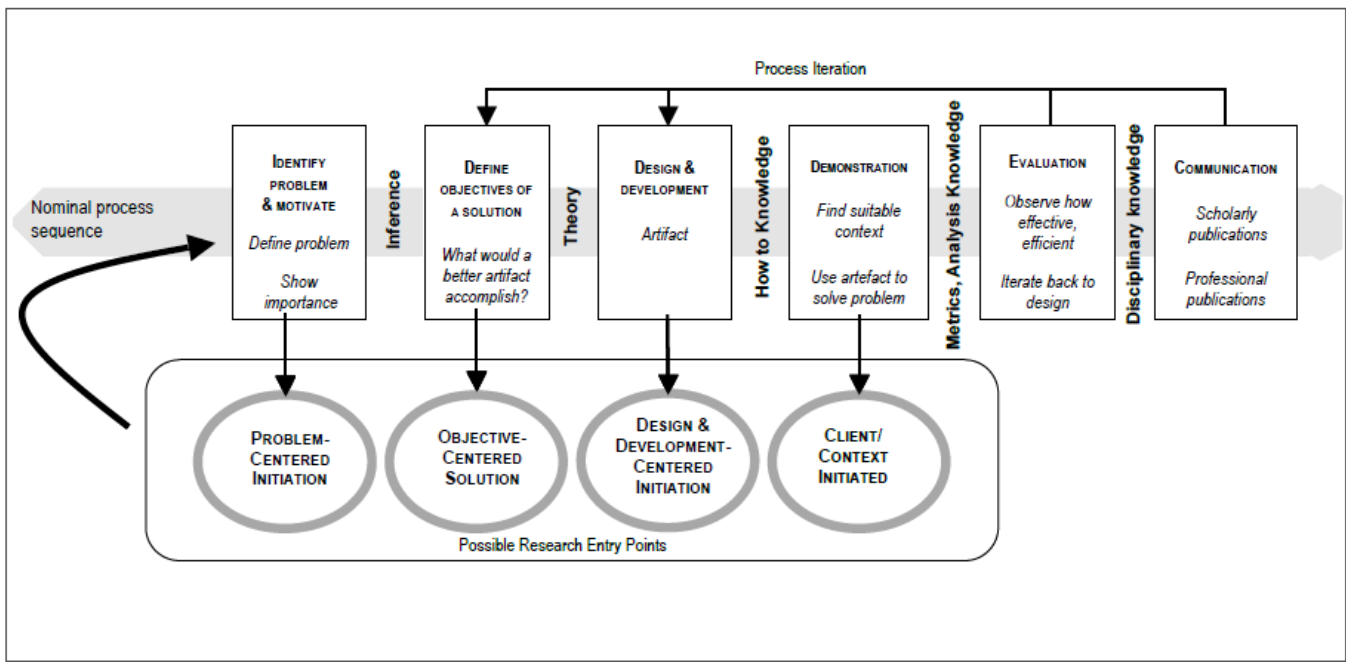 Process Iteration
Nominal process
sequence
IDENTIFY
PROBLEM
& MOTIVATE
Define problem
Show
importance
Inference
DEFINE
OBJECTIVES OF
A SOLUTION
What would a
better artifact
accomplish?
Theory
DESIGN &
DEVELOPMENT
Artifact
How to Knowledge
DEMONSTRATION
Find suitable
context
Use artefact to
solve problem
Metrics, Analysis Knowledge
EVALUATION
Observe how
effective,
efficient
Iterate back to
design
Disciplinary knowledge
COMMUNICATION
Scholarly
publications
Professional
publications
PROBLEM-
CENTERED
INITIATION
OBJECTIVE-
CENTERED
SOLUTION
DESIGN &
DEVELOPMENT-
CENTERED
INITIATION
CLIENT/
CONTEXT
INITIATED
Possible Research Entry Points